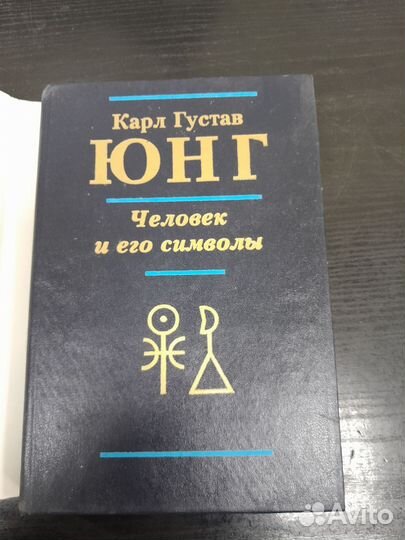 Карл Густав
ЮНГ
Человек
и его символы
Avito